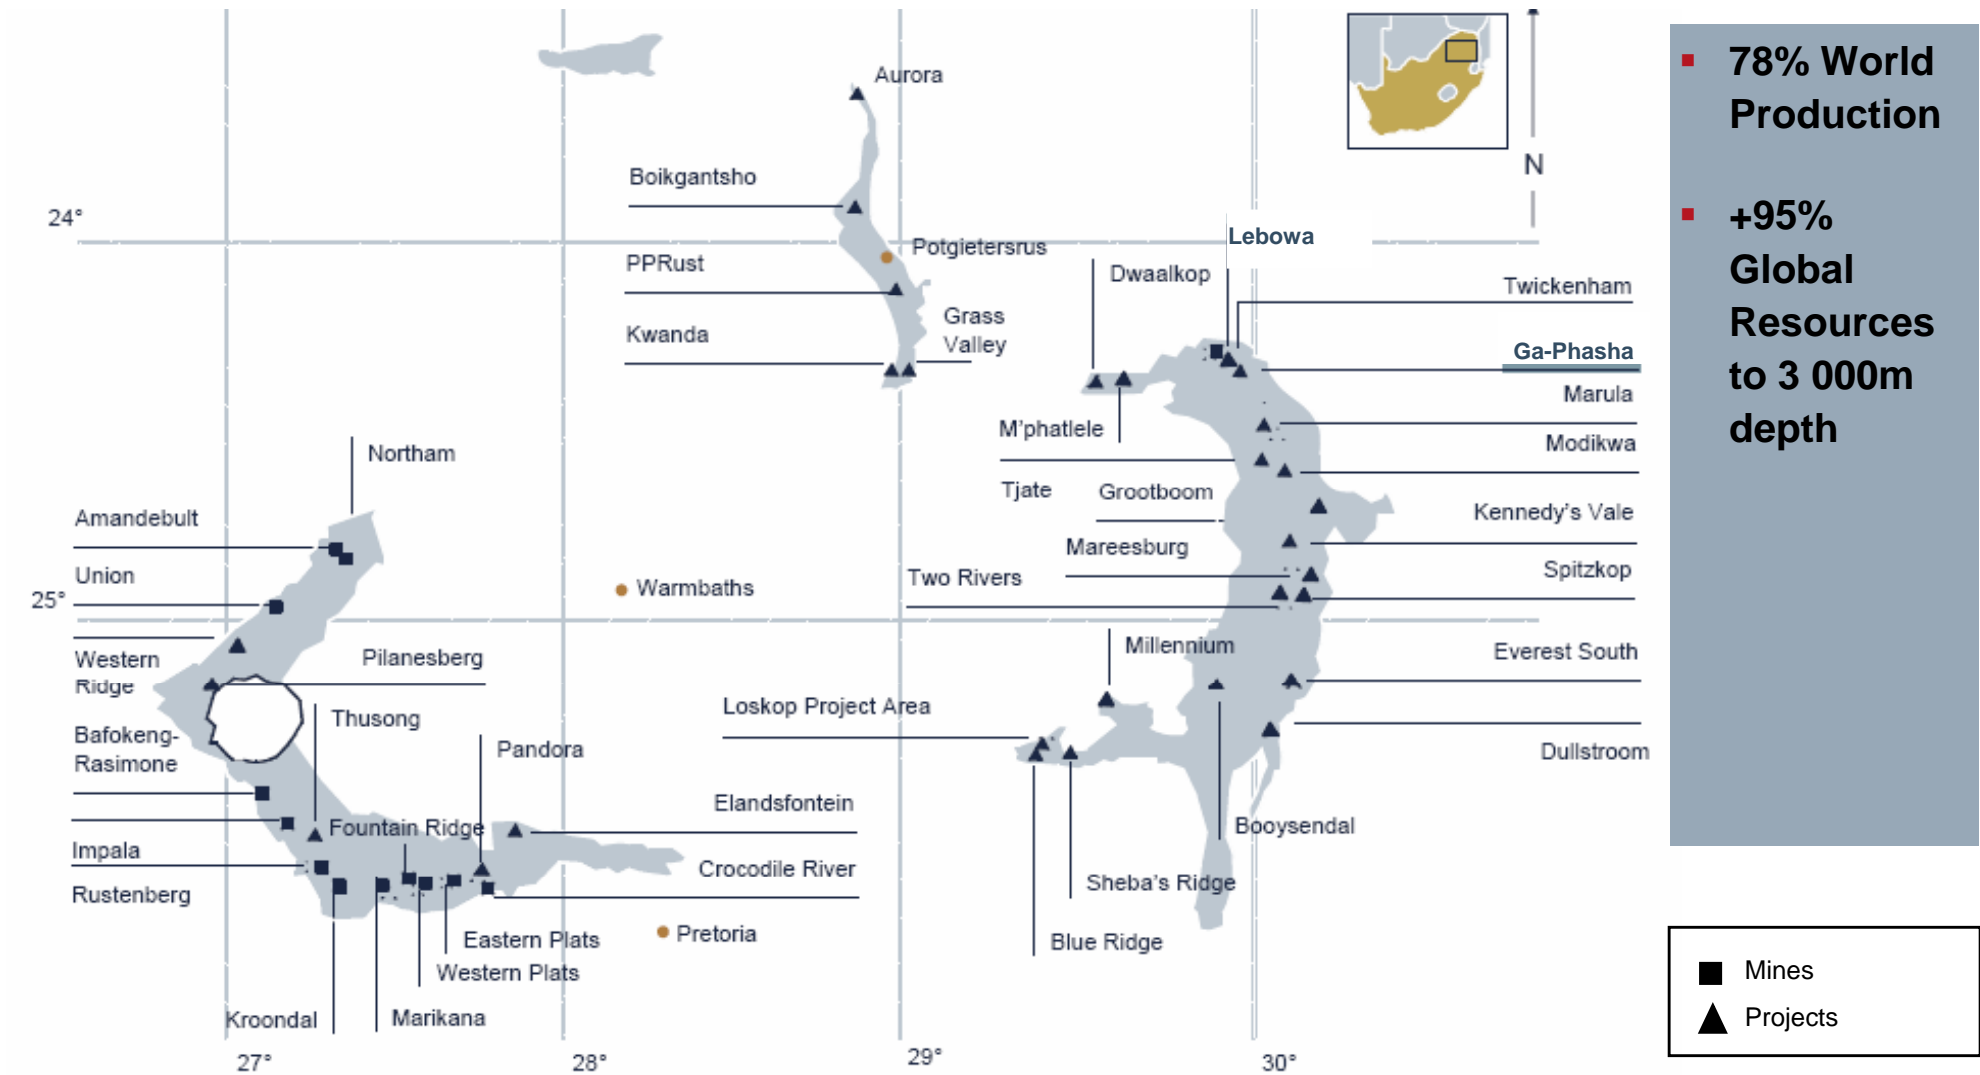 Aurora
Boikgantsho
24°
Potgietersrus
Lebowa
PPRust
Dwaalkop
Twickenham
Grass
Valley
Kwanda
Ga-Phasha
Marula
M'phatlele
Modikwa
Northam
Tjate
Grootboom
Kennedy's Vale
Amandebult
Mareesburg
Union
Two Rivers
Spitzkop
Warmbaths
25°
Western
Ridge
Pilanesberg
Millennium
Everest South
Thusong
Loskop Project Area
Bafokeng-
Rasimone
Pandora
Dullstroom
Elandsfontein
Fountain Ridge
Booysendal
Impala
Crocodile River
Rustenberg
Sheba's Ridge
Eastern Plats
Pretoria
Blue Ridge
Western Plats
Kroondal
Marikana
27°
28°
29°
30°
N
78% World
Production
+95%
Global
Resources
to 3 000m
depth
Mines
Projects